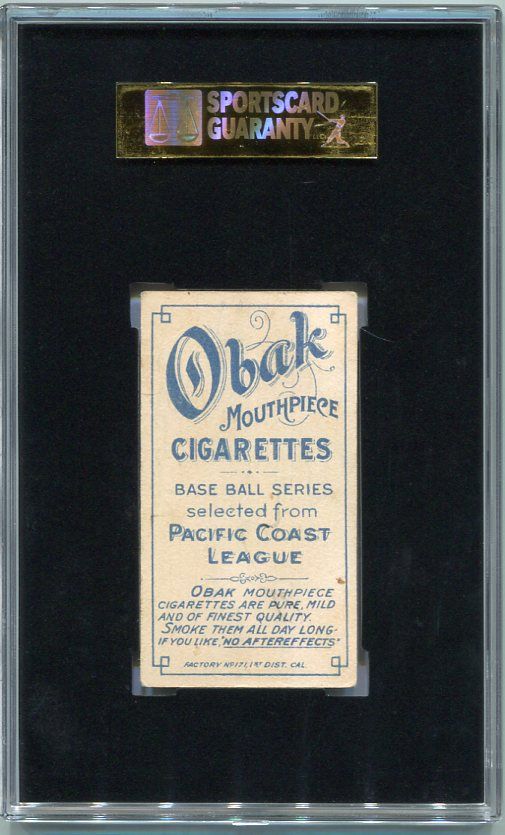 SPORTSCARD
GUARANTY
Obak
MOUTHPIECE
CIGARETTES
BASE BALL SERIES
selected from
PACIFIC COAST
LEAGUE
OBAK MOUTHPIECE
CIGARETTES ARE PURE, MILD
AND OF FINEST QUALITY.
SMOKE THEM ALL DAY LONG-
IF YOU LIKE, "NO AFTEREFFECTS"
FACTORY Nº 171, 1ST DIST. CAL.